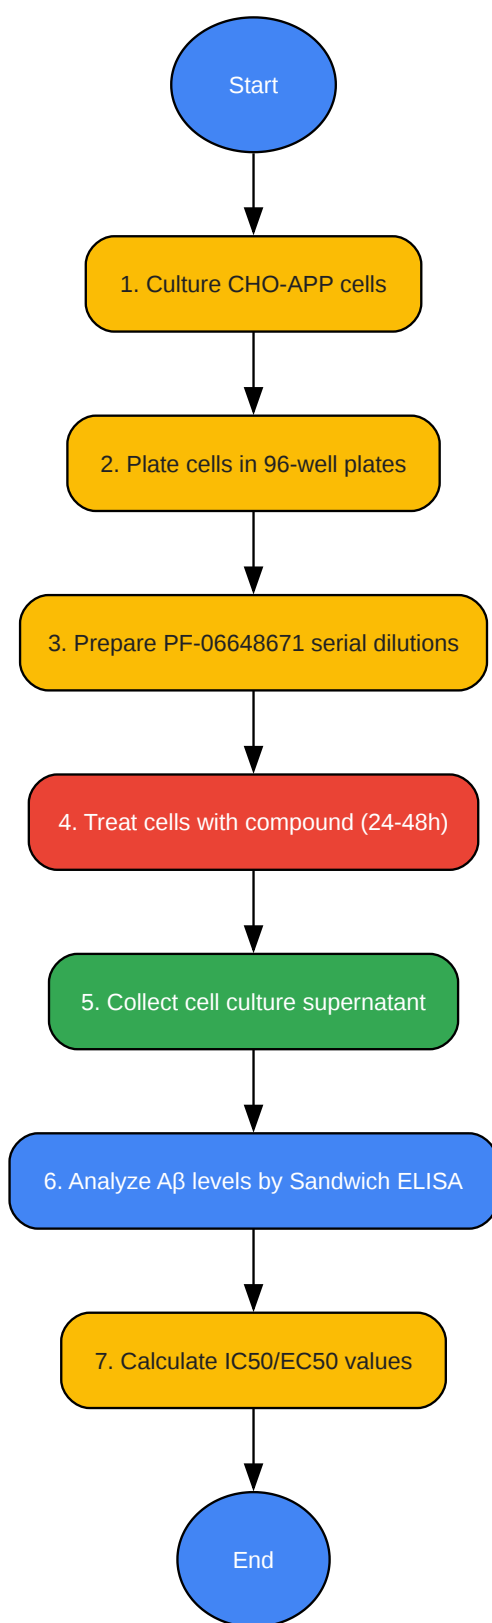 Start
1. Culture CHO-APP cells
2. Plate cells in 96-well plates
3. Prepare PF-06648671 serial dilutions
4. Treat cells with compound (24-48h)
5. Collect cell culture supernatant
6. Analyze Aβ levels by Sandwich ELISA
7. Calculate IC50/EC50 values
End